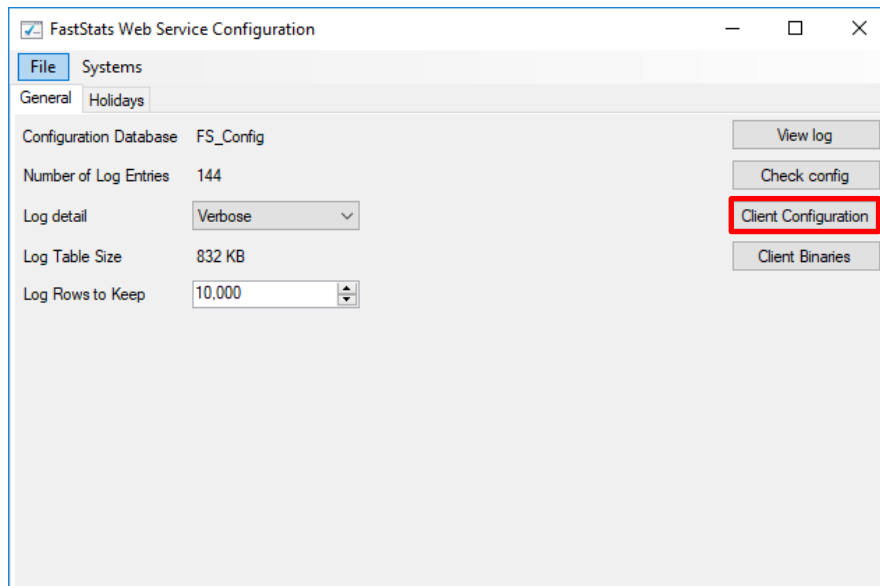 FastStats Web Service Configuration
File Systems
General Holidays
Configuration Database FS_Config View log
Number of Log Entries 144 Check config
Log detail Verbose Client Configuration
Log Table Size 832 KB Client Binaries
Log Rows to Keep 10,000